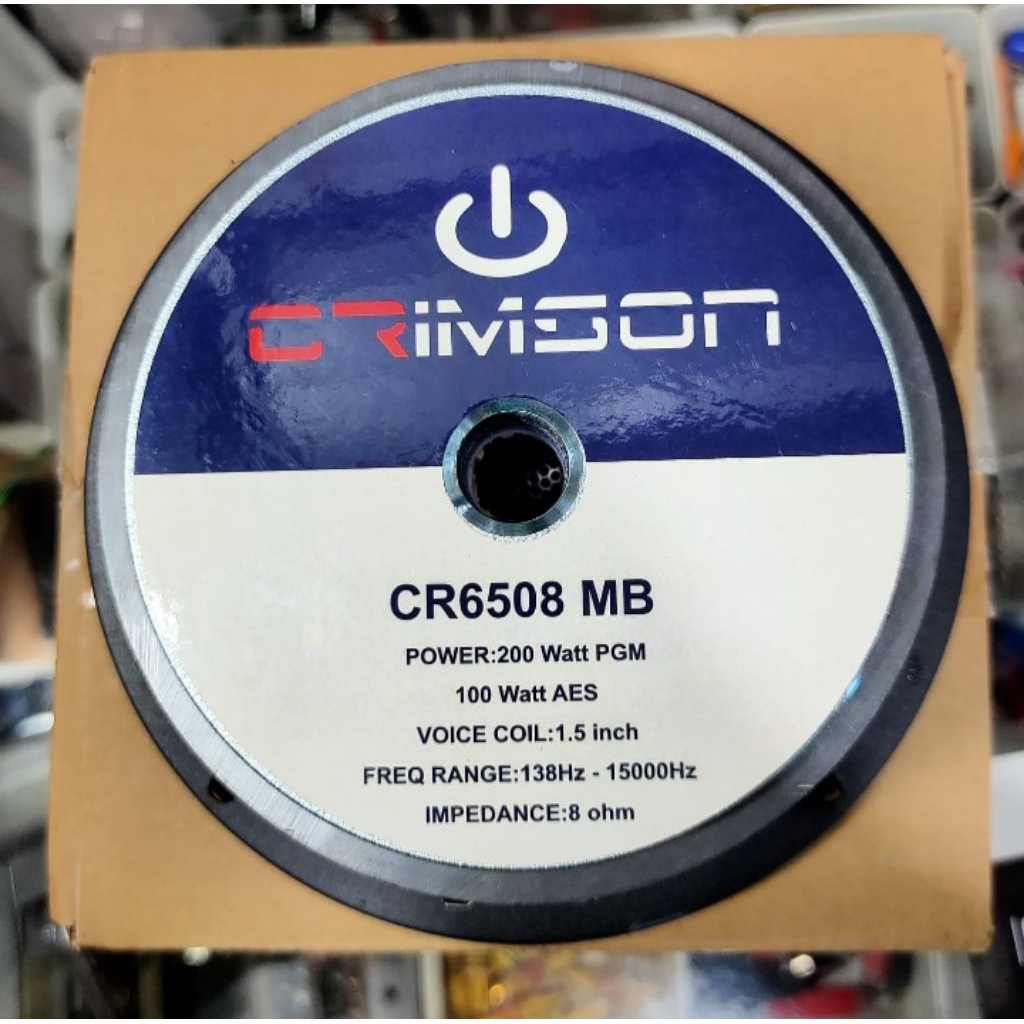 CRIMSON
CR6508 MB
POWER:200 Watt PGM
100 Watt AES
VOICE COIL:1.5 inch
FREQ RANGE:138Hz - 15000Hz
IMPEDANCE:8 ohm